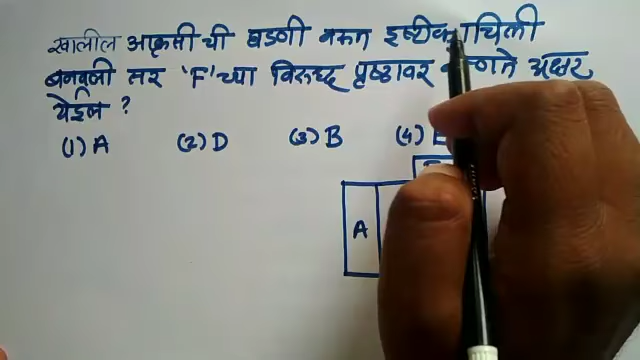 खालील आकृती ची घडणी करून इष्टीकाचिती
बनवली तर 'F' च्या विरुद्ध पृष्ठावर कोणते अक्षर
येईल ?
(1) A (2) D (3) B (4) E
A